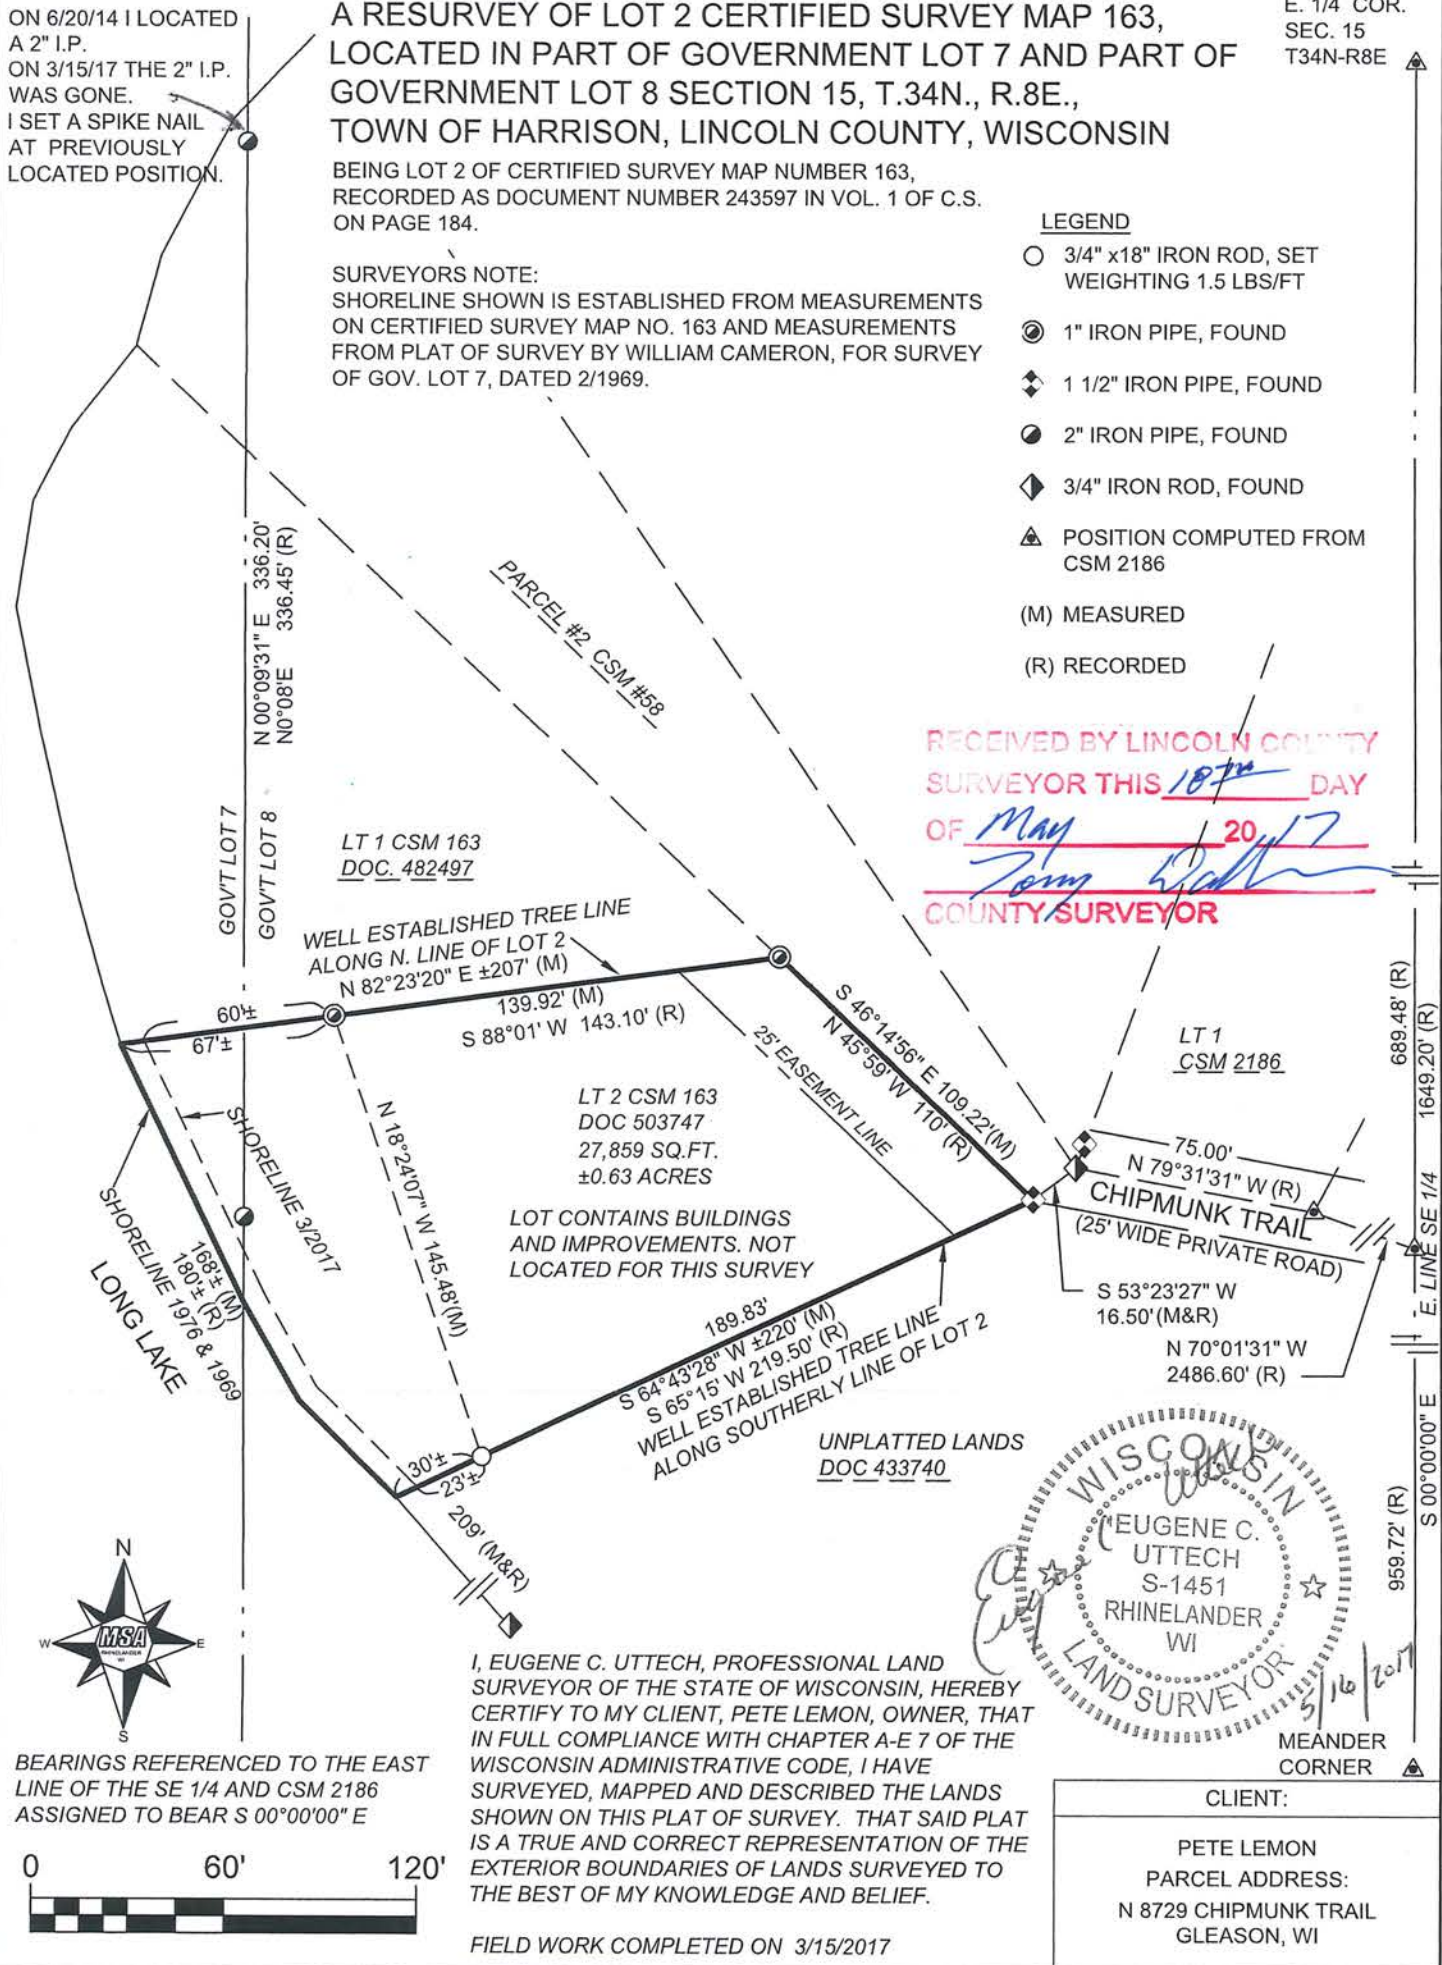 ON 6/20/14 I LOCATED
A 2" I.P.
ON 3/15/17 THE 2" I.P.
WAS GONE.
I SET A SPIKE NAIL
AT PREVIOUSLY
LOCATED POSITION.
A RESURVEY OF LOT 2 CERTIFIED SURVEY MAP 163,
LOCATED IN PART OF GOVERNMENT LOT 7 AND PART OF
GOVERNMENT LOT 8 SECTION 15, T.34N., R.8E.,
TOWN OF HARRISON, LINCOLN COUNTY, WISCONSIN
BEING LOT 2 OF CERTIFIED SURVEY MAP NUMBER 163,
RECORDED AS DOCUMENT NUMBER 243597 IN VOL. 1 OF C.S.
ON PAGE 184.
SURVEYORS NOTE:
SHORELINE SHOWN IS ESTABLISHED FROM MEASUREMENTS
ON CERTIFIED SURVEY MAP NO. 163 AND MEASUREMENTS
FROM PLAT OF SURVEY BY WILLIAM CAMERON, FOR SURVEY
OF GOV. LOT 7, DATED 2/1969.
E. 1/4 COR.
SEC. 15
T34N-R8E
LEGEND
3/4" x18" IRON ROD, SET
WEIGHTING 1.5 LBS/FT
1" IRON PIPE, FOUND
1 1/2" IRON PIPE, FOUND
2" IRON PIPE, FOUND
3/4" IRON ROD, FOUND
POSITION COMPUTED FROM
CSM 2186
(M) MEASURED
(R) RECORDED
RECEIVED BY LINCOLN COUNTY
SURVEYOR THIS 18TH DAY
OF May 20 17
Tony Dall
COUNTY SURVEYOR
N 00°09'31" E 336.20'
N0°08'E 336.45' (R)
GOV'T LOT 7
GOV'T LOT 8
PARCEL #2 CSM #58
LT 1 CSM 163
DOC. 482497
WELL ESTABLISHED TREE LINE
ALONG N. LINE OF LOT 2
N 82°23'20" E ±207' (M)
139.92' (M)
S 88°01' W 143.10' (R)
60'±
67'±
S 46°14'56" E 109.22'(M)
N 45°59' W 110' (R)
25' EASEMENT LINE
LT 1
CSM 2186
689.48' (R)
1649.20' (R)
E. LINE SE 1/4
LT 2 CSM 163
DOC 503747
27,859 SQ.FT.
±0.63 ACRES
LOT CONTAINS BUILDINGS
AND IMPROVEMENTS. NOT
LOCATED FOR THIS SURVEY
N 18°24'07" W 145.48'(M)
SHORELINE 3/2017
168'± (M)
180'± (R)
SHORELINE 1976 & 1969
LONG LAKE
75.00'
N 79°31'31" W (R)
CHIPMUNK TRAIL
(25' WIDE PRIVATE ROAD)
S 53°23'27" W
16.50'(M&R)
N 70°01'31" W
2486.60' (R)
189.83'
S 64°43'28" W ±220' (M)
S 65°15' W 219.50' (R)
WELL ESTABLISHED TREE LINE
ALONG SOUTHERLY LINE OF LOT 2
30'±
23'±
209' (M&R)
UNPLATTED LANDS
DOC 433740
959.72' (R)
S 00°00'00" E
WISCONSIN
EUGENE C.
UTTECH
S-1451
RHINELANDER
WI
LAND SURVEYOR
Eugene C Uttech
5/16/2017
MEANDER
CORNER
N
W
E
S
MSA
RHINELANDER
WI
BEARINGS REFERENCED TO THE EAST
LINE OF THE SE 1/4 AND CSM 2186
ASSIGNED TO BEAR S 00°00'00" E
0 60' 120'
I, EUGENE C. UTTECH, PROFESSIONAL LAND
SURVEYOR OF THE STATE OF WISCONSIN, HEREBY
CERTIFY TO MY CLIENT, PETE LEMON, OWNER, THAT
IN FULL COMPLIANCE WITH CHAPTER A-E 7 OF THE
WISCONSIN ADMINISTRATIVE CODE, I HAVE
SURVEYED, MAPPED AND DESCRIBED THE LANDS
SHOWN ON THIS PLAT OF SURVEY. THAT SAID PLAT
IS A TRUE AND CORRECT REPRESENTATION OF THE
EXTERIOR BOUNDARIES OF LANDS SURVEYED TO
THE BEST OF MY KNOWLEDGE AND BELIEF.
FIELD WORK COMPLETED ON 3/15/2017
CLIENT:
PETE LEMON
PARCEL ADDRESS:
N 8729 CHIPMUNK TRAIL
GLEASON, WI